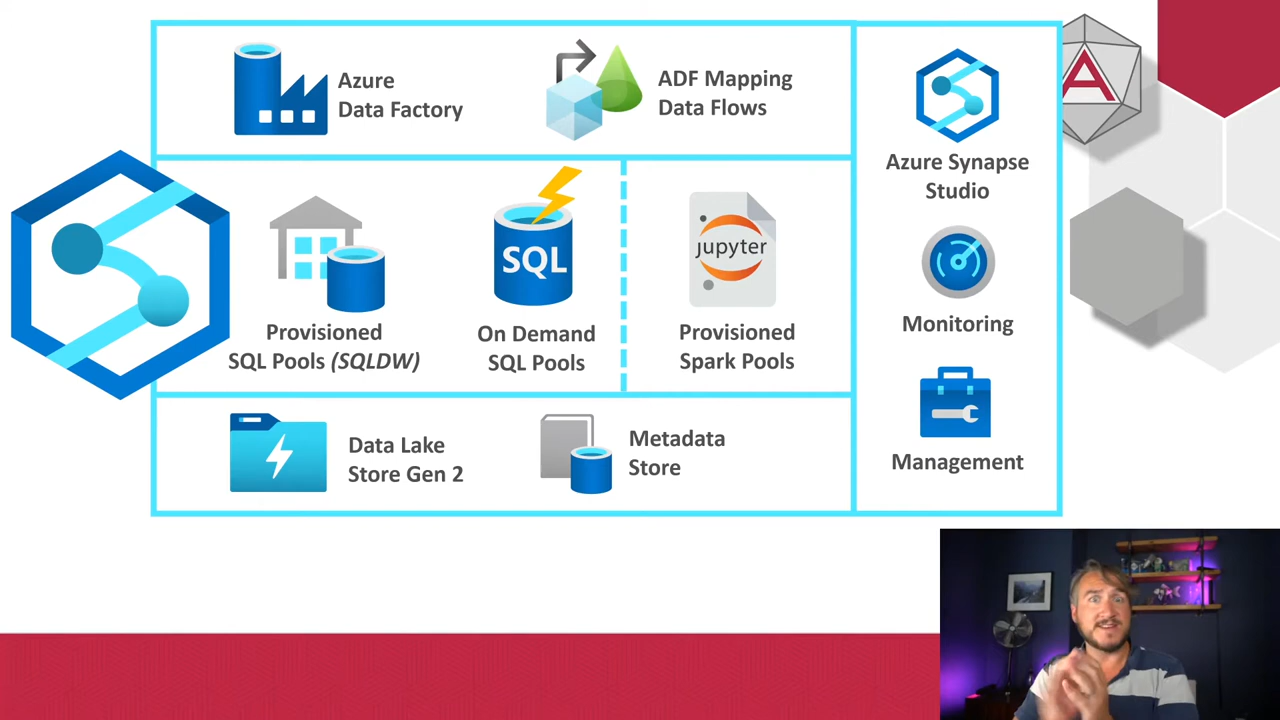 Azure
Data Factory
ADF Mapping
Data Flows
Azure Synapse
Studio
A
SQL
jupyter
Provisioned
SQL Pools (SQLDW)
On Demand
SQL Pools
Provisioned
Spark Pools
Monitoring
Data Lake
Store Gen 2
Metadata
Store
Management